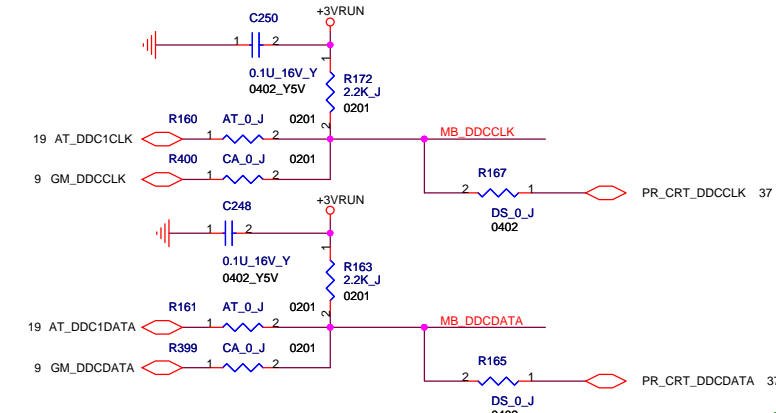 +3VRUN
C250
1 2
0.1U_16V_Y
0402_Y5V
1
R172
2.2K_J
0201
2
R160 AT_0_J 0201
19 AT_DDC1CLK 1 2
MB_DDCCLK
R400 CA_0_J 0201
9 GM_DDCCLK 1 2
R167
2 1
PR_CRT_DDCCLK 37
DS_0_J
0402
+3VRUN
C248
1 2
0.1U_16V_Y
0402_Y5V
1
R163
2.2K_J
0201
2
R161 AT_0_J 0201
19 AT_DDC1DATA 1 2
MB_DDCDATA
R399 CA_0_J 0201
9 GM_DDCDATA 1 2
R165
2 1
PR_CRT_DDCDATA 37
DS_0_J